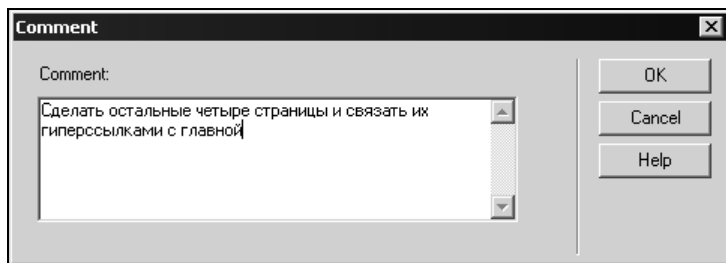 Comment
Comment:
Сделать остальные четыре страницы и связать их
гиперссылками с главной
OK
Cancel
Help